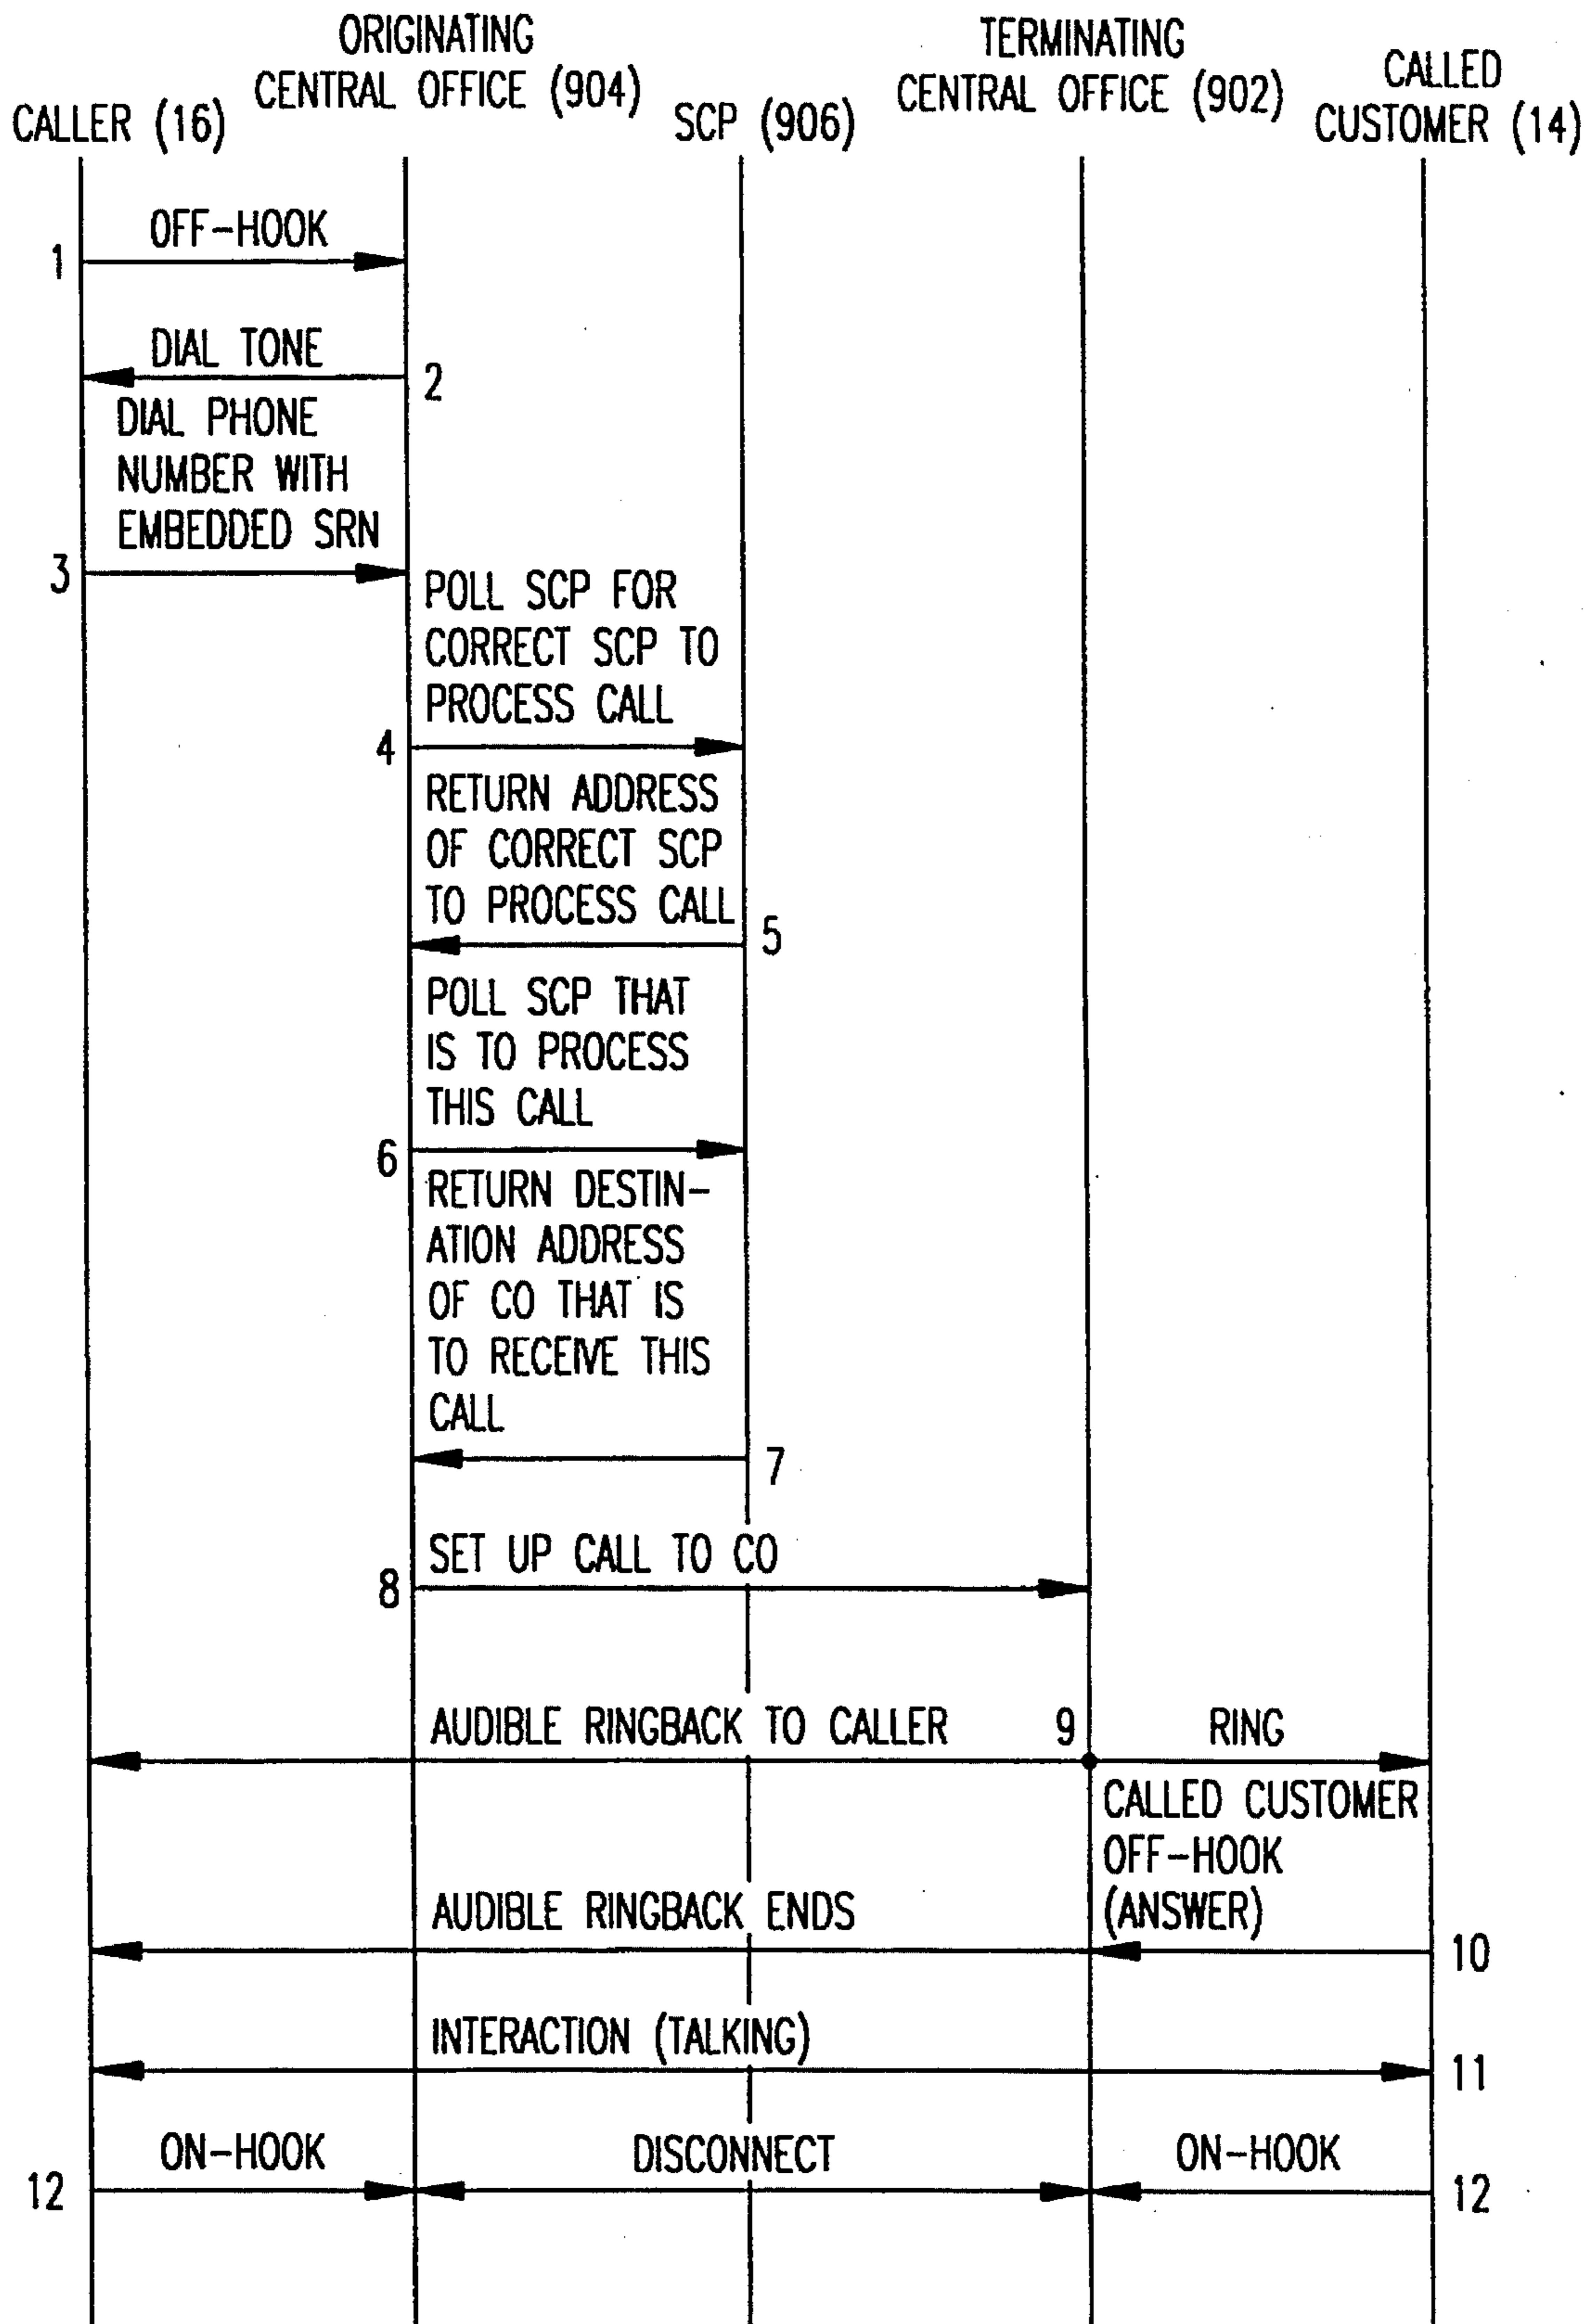 ORIGINATING
CENTRAL OFFICE (904)
TERMINATING
CENTRAL OFFICE (902)
CALLED
CUSTOMER (14)
CALLER (16)
SCP (906)
OFF-HOOK
1
DIAL TONE
2
DIAL PHONE
NUMBER WITH
EMBEDDED SRN
3
POLL SCP FOR
CORRECT SCP TO
PROCESS CALL
4
RETURN ADDRESS
OF CORRECT SCP
TO PROCESS CALL
5
POLL SCP THAT
IS TO PROCESS
THIS CALL
6
RETURN DESTIN-
ATION ADDRESS
OF CO THAT IS
TO RECEIVE THIS
CALL
7
SET UP CALL TO CO
8
AUDIBLE RINGBACK TO CALLER
9
RING
CALLED CUSTOMER
OFF-HOOK
(ANSWER)
AUDIBLE RINGBACK ENDS
10
INTERACTION (TALKING)
11
ON-HOOK
DISCONNECT
ON-HOOK
12
12